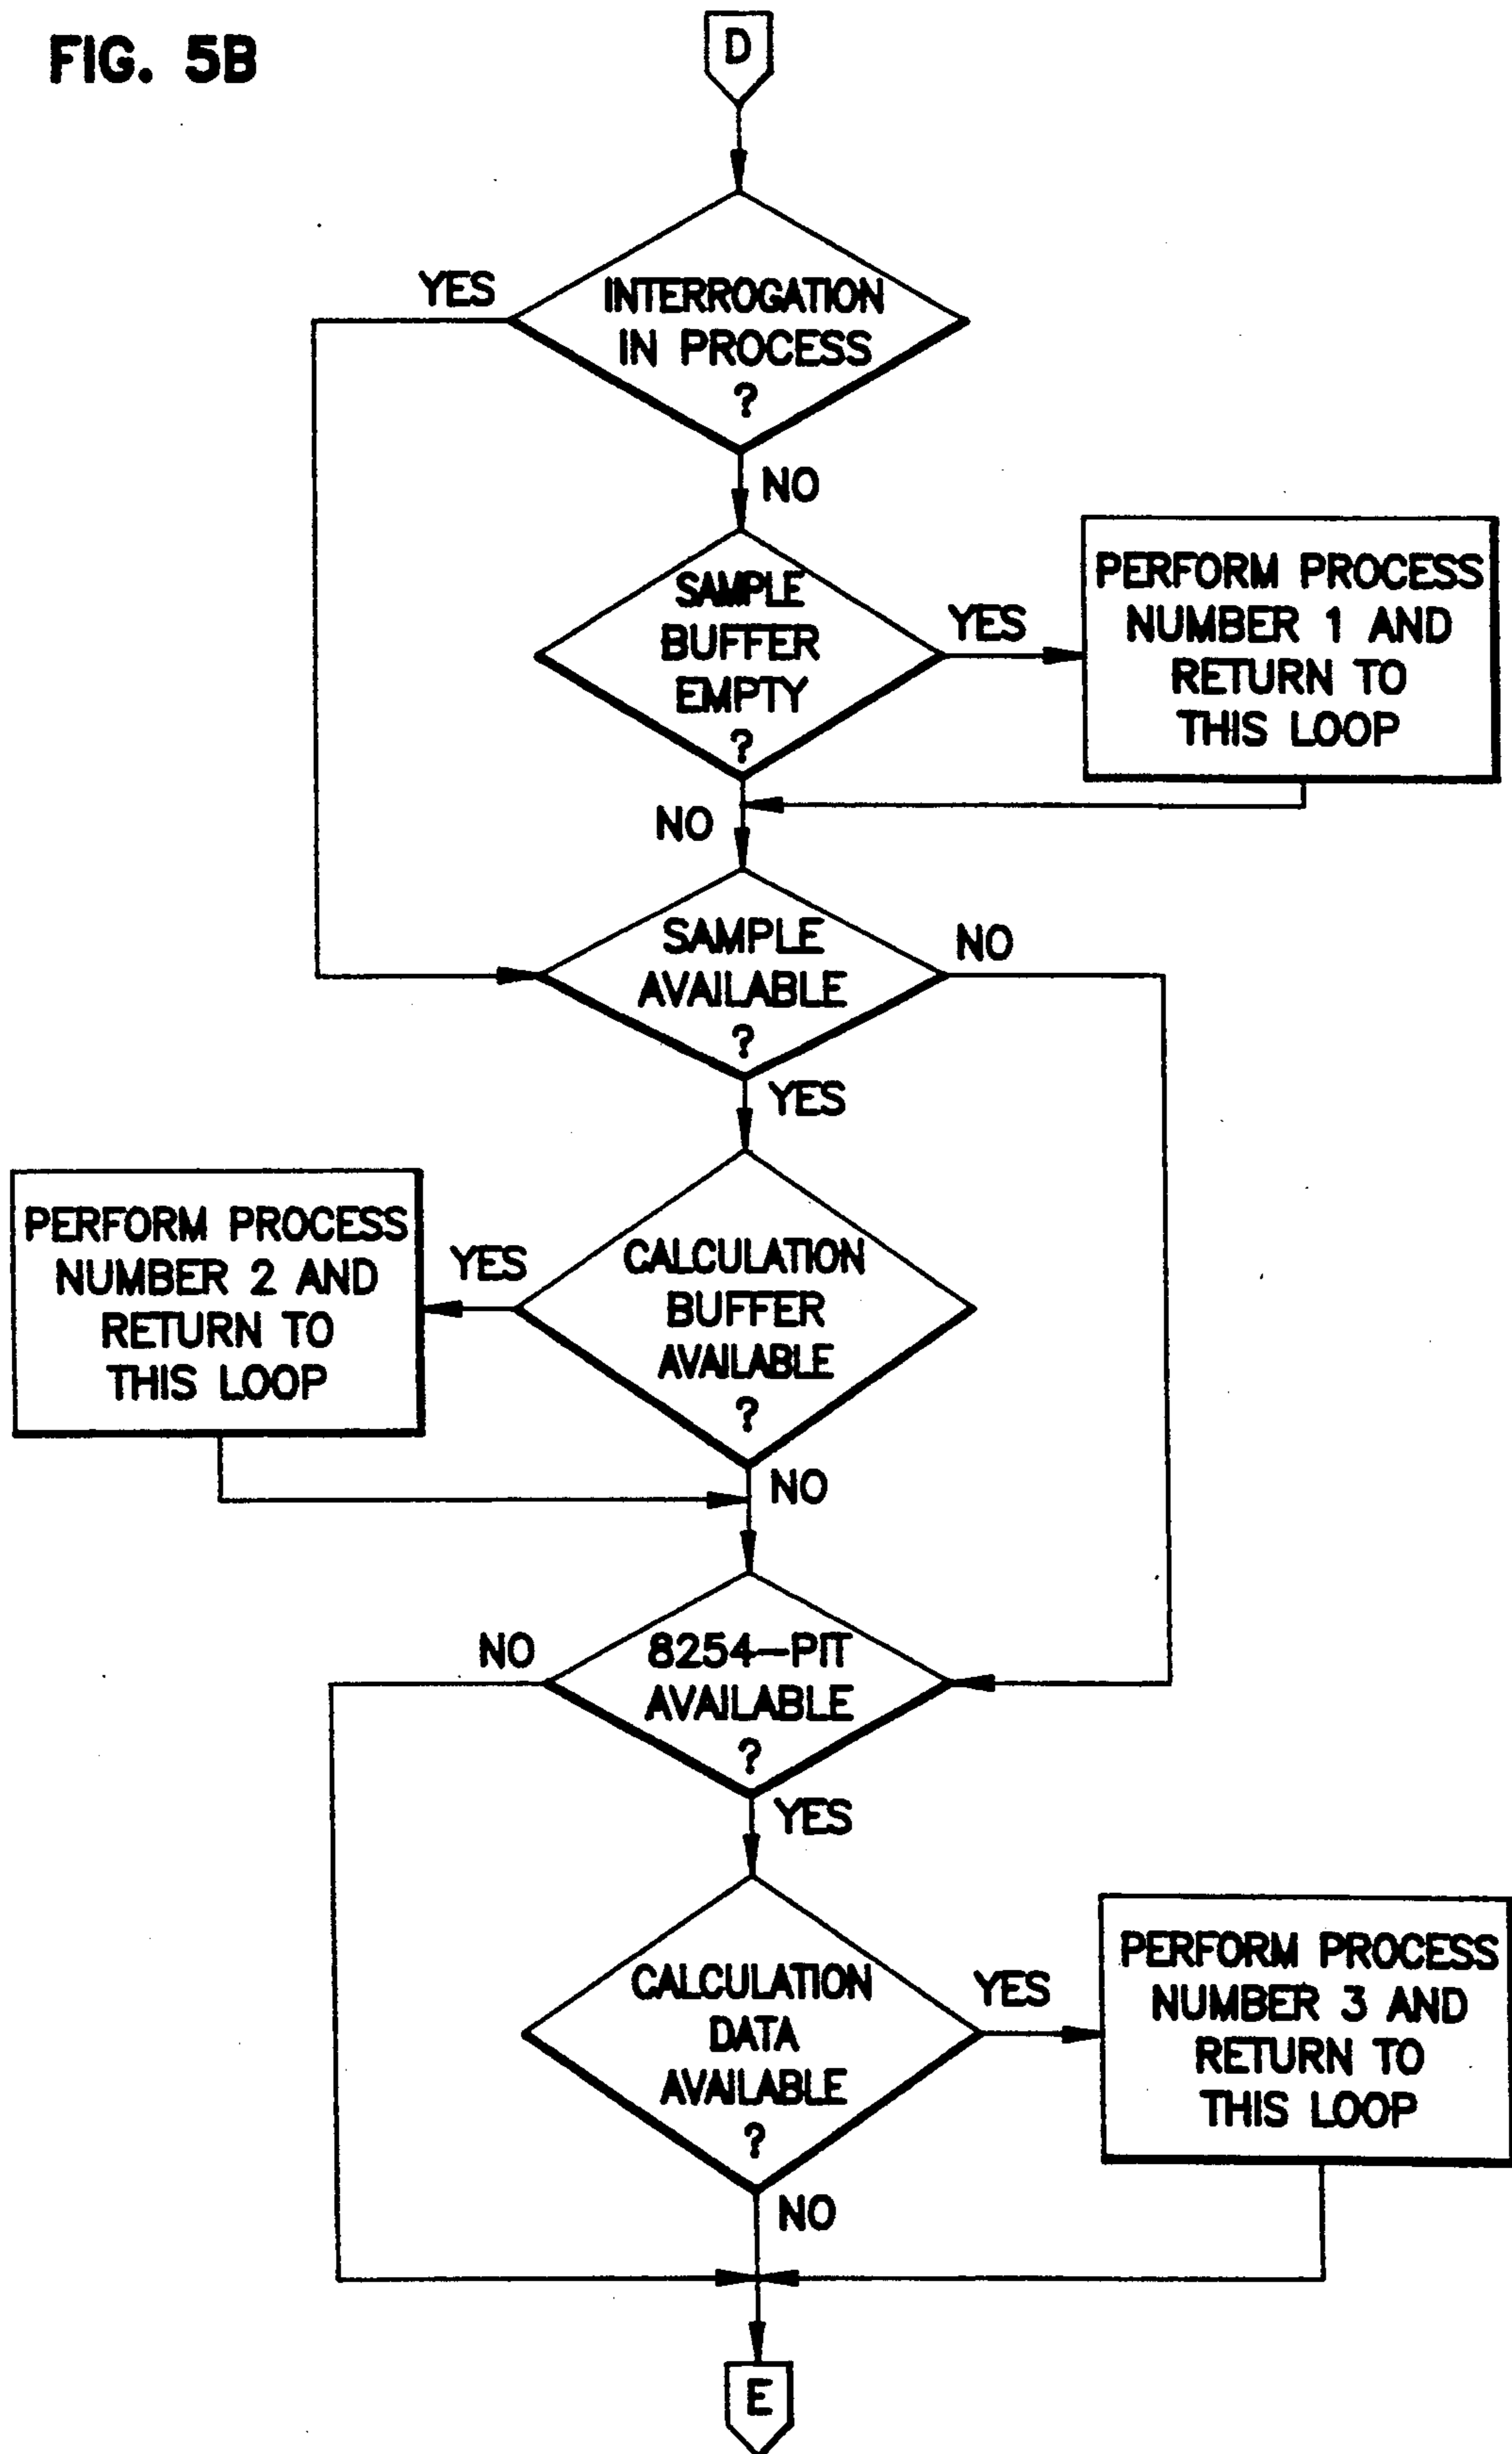 FIG. 5B
D
YES
INTERROGATION
IN PROCESS
?
NO
SAMPLE
BUFFER
EMPTY
?
YES
PERFORM PROCESS
NUMBER 1 AND
RETURN TO
THIS LOOP
NO
SAMPLE
AVAILABLE
?
NO
YES
PERFORM PROCESS
NUMBER 2 AND
RETURN TO
THIS LOOP
YES
CALCULATION
BUFFER
AVAILABLE
?
NO
NO
8254-PIT
AVAILABLE
?
YES
CALCULATION
DATA
AVAILABLE
?
YES
PERFORM PROCESS
NUMBER 3 AND
RETURN TO
THIS LOOP
NO
E